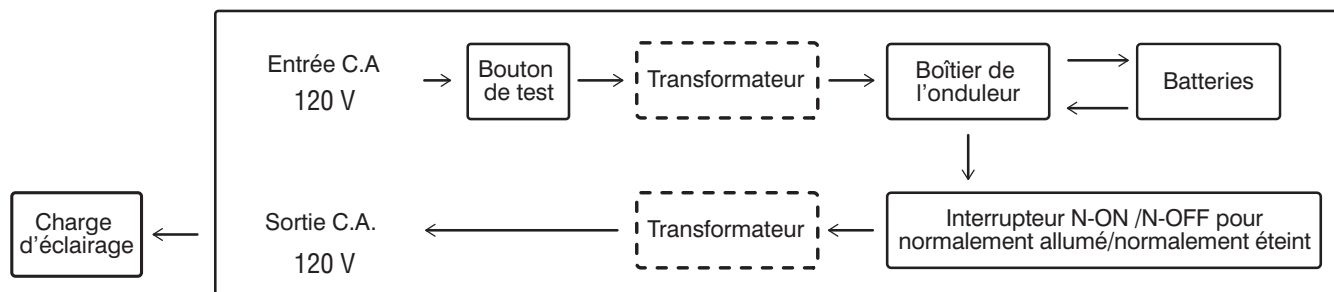 Entrée C.A
120 V
Bouton
de test
Transformateur
Boîtier de
l'onduleur
Batteries
Charge
d'éclairage
Sortie C.A.
120 V
Transformateur
Interrupteur N-ON /N-OFF pour
normalement allumé/normalement éteint